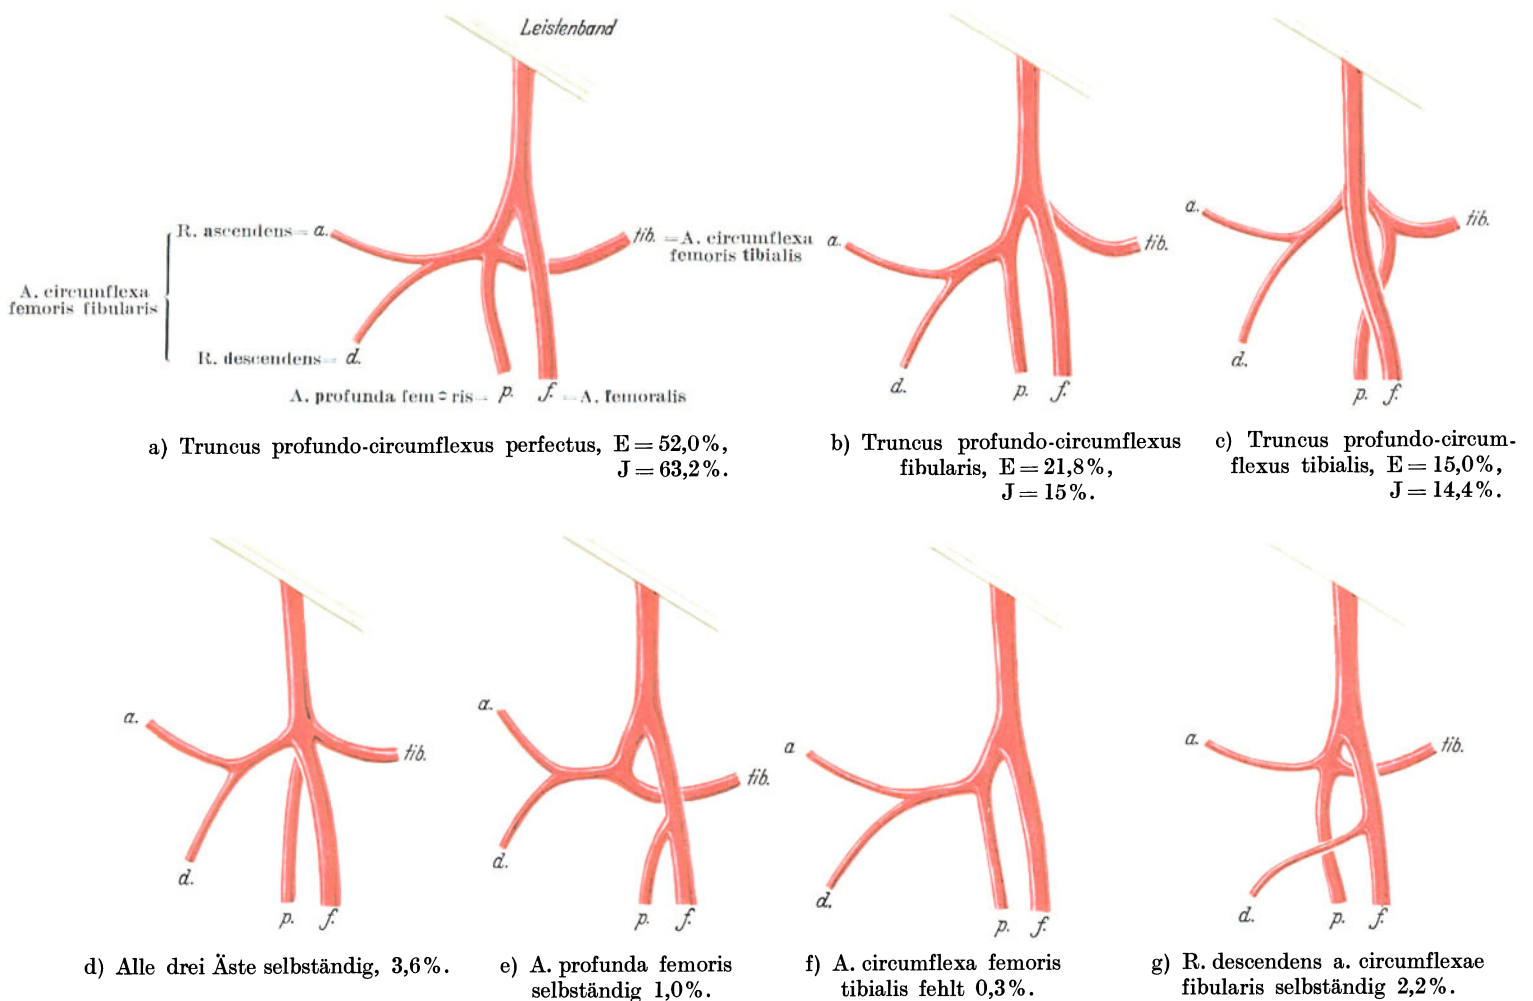 Leistenband
R. ascendens = a.
tib. = A. circumflexa
femoris tibialis
A. circumflexa
femoris fibularis
R. descendens = d.
A. profunda femoris = p. f. = A. femoralis
a) Truncus profundo-circumflexus perfectus, E = 52,0%,
J = 63,2%.
a. tib.
d.
p. f.
b) Truncus profundo-circumflexus
fibularis, E = 21,8%,
J = 15%.
a. tib.
d.
p. f.
c) Truncus profundo-circum-
flexus tibialis, E = 15,0%,
J = 14,4%.
a. tib.
d.
p. f.
d) Alle drei Äste selbständig, 3,6%.
a. tib.
d.
p. f.
e) A. profunda femoris
selbständig 1,0%.
a
d.
p. f.
f) A. circumflexa femoris
tibialis fehlt 0,3%.
a. tib.
d.
p. f.
g) R. descendens a. circumflexae
fibularis selbständig 2,2%.